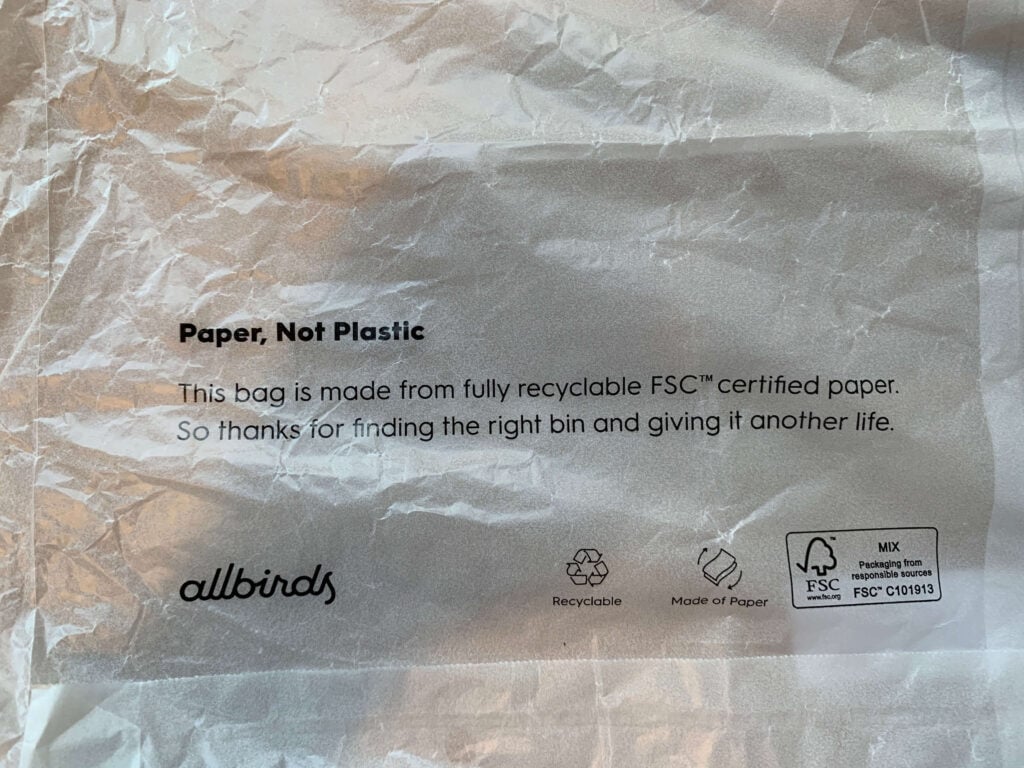 Paper, Not Plastic
This bag is made from fully recyclable FSC™ certified paper.
So thanks for finding the right bin and giving it another life.
allbirds
Recyclable
Made of Paper
FSC
www.fsc.org
MIX
Packaging from
responsible sources
FSC™ C101913